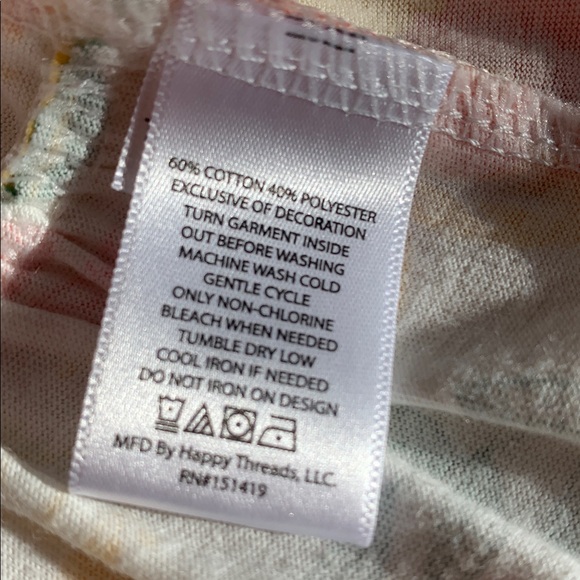 60% COTTON 40% POLYESTER
EXCLUSIVE OF DECORATION
TURN GARMENT INSIDE
OUT BEFORE WASHING
MACHINE WASH COLD
GENTLE CYCLE
ONLY NON-CHLORINE
BLEACH WHEN NEEDED
TUMBLE DRY LOW
COOL IRON IF NEEDED
DO NOT IRON ON DESIGN
MFD By Happy Threads, LLC.
RN#151419